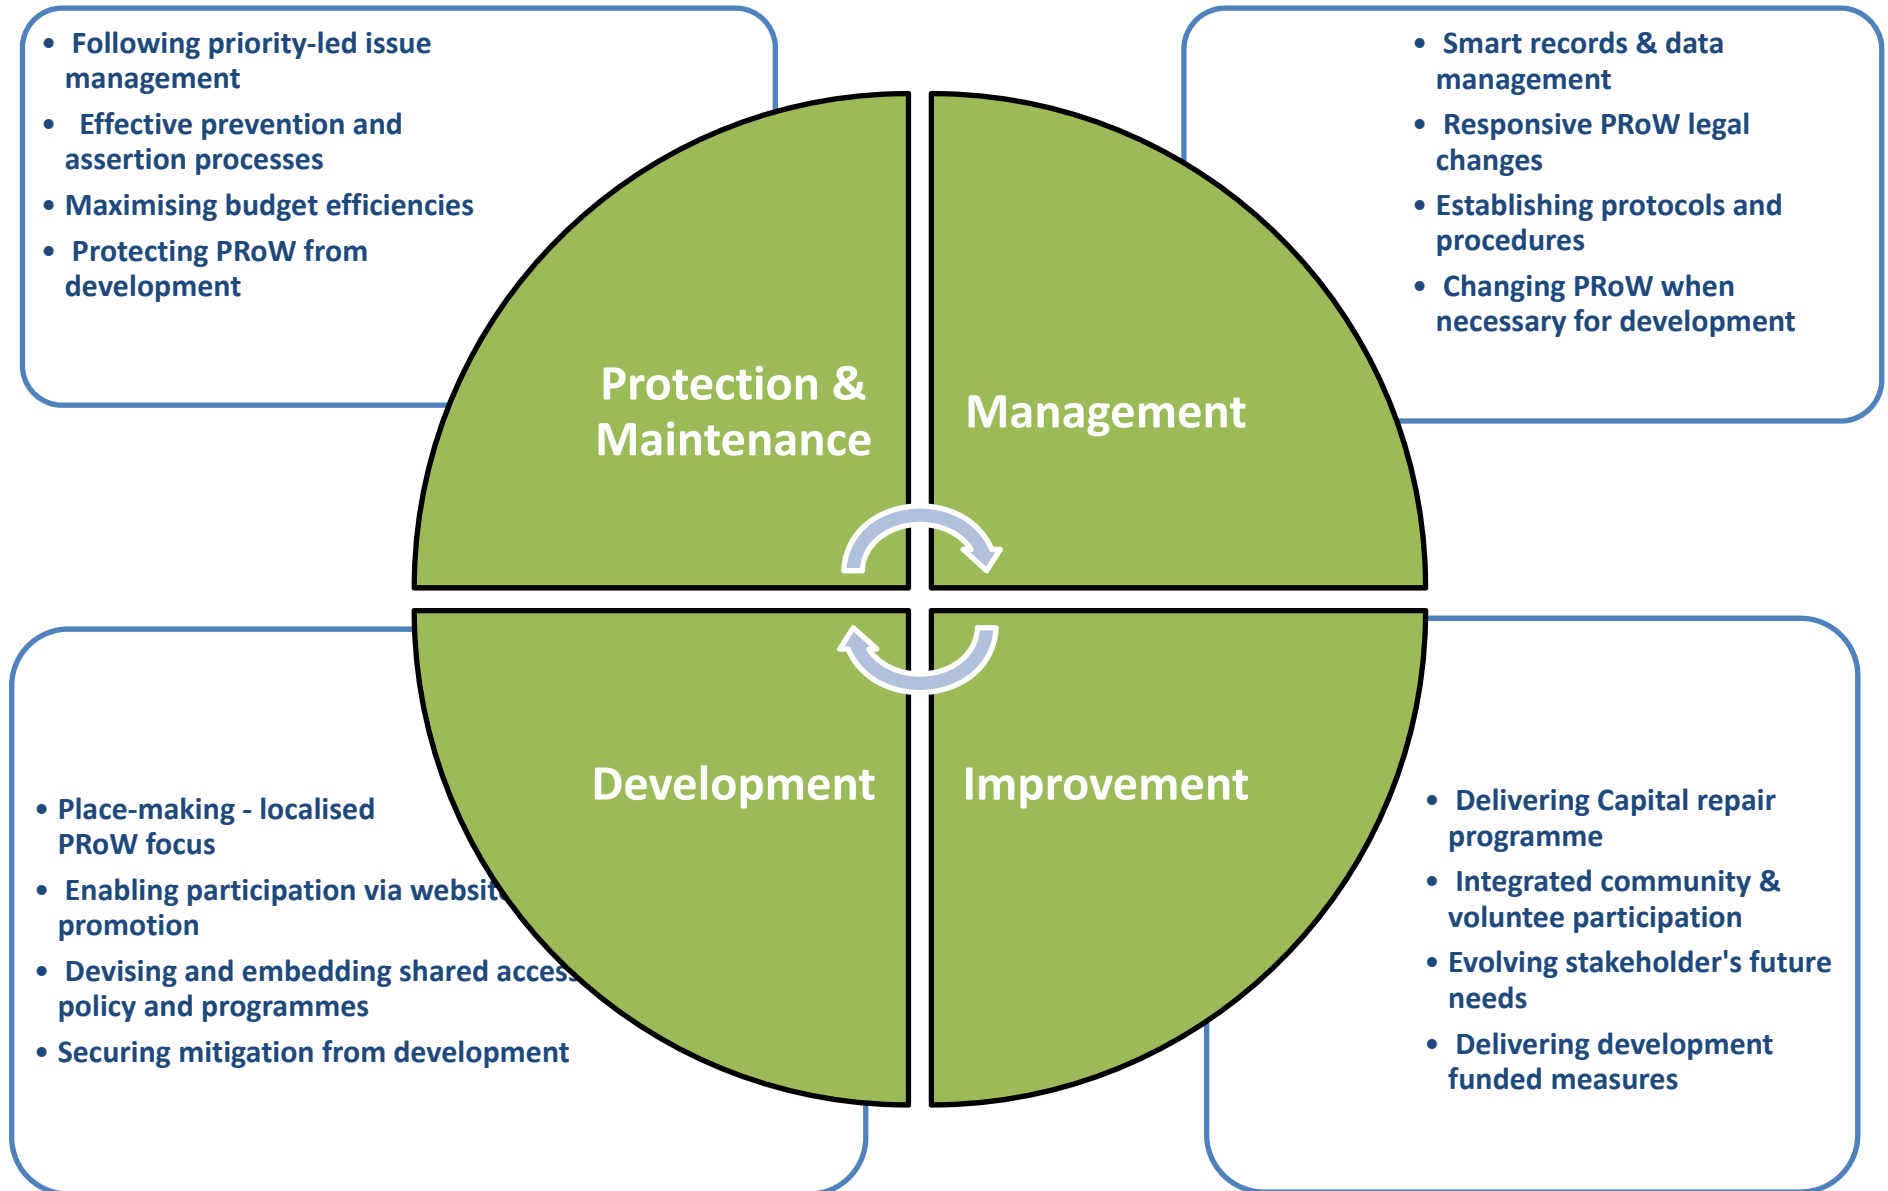 • Following priority-led issue
management
• Effective prevention and
assertion processes
• Maximising budget efficiencies
• Protecting PRoW from
development
• Smart records & data
management
• Responsive PRoW legal
changes
• Establishing protocols and
procedures
• Changing PRoW when
necessary for development
Protection &
Maintenance
Management
Development
Improvement
• Place-making - localised
PRoW focus
• Enabling participation via
promotion
• Devising and embedding shared
policy and programmes
• Securing mitigation from development
• Delivering Capital repair
programme
• Integrated community &
voluntee participation
• Evolving stakeholder's future
needs
• Delivering development
funded measures